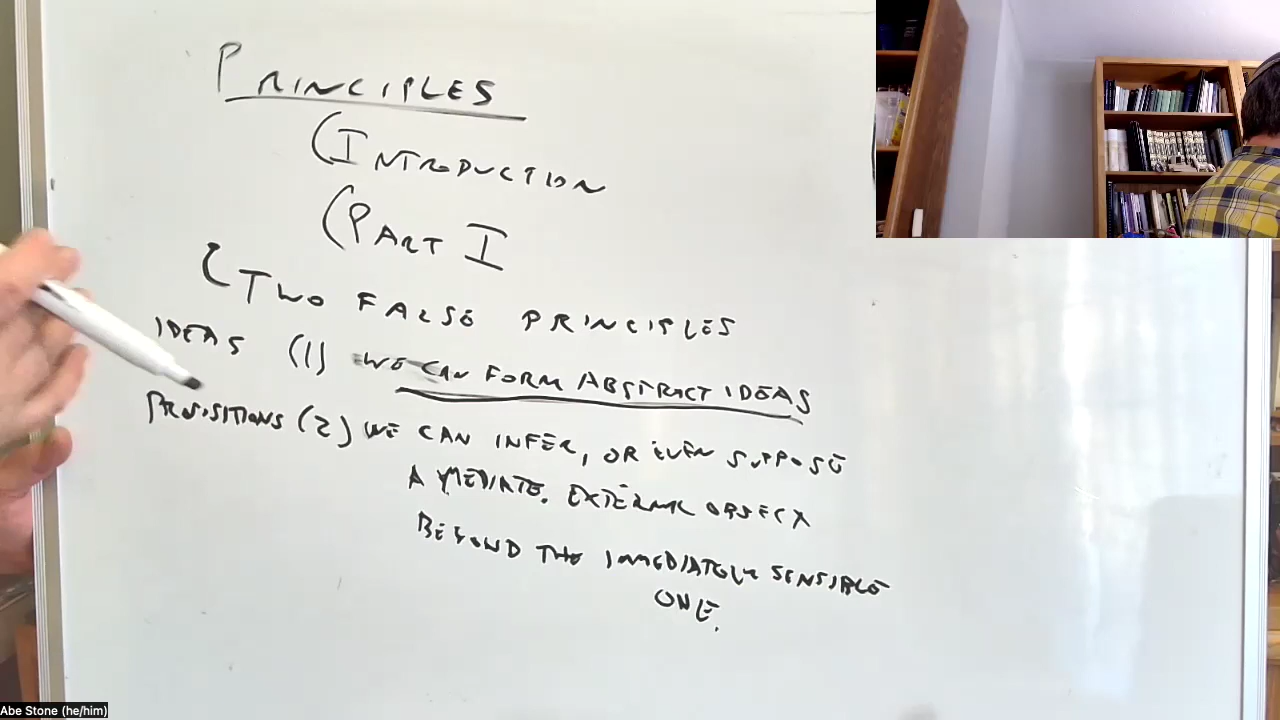 PRINCIPLES
(INTRODUCTION
(PART I
(TWO FALSE PRINCIPLES
IDEAS (1) WE CAN FORM ABSTRACT IDEAS
PROPOSITIONS (2) WE CAN INFER, OR EVEN SUPPOSE
A MEDIATE, EXTERNAL OBJECT
BEYOND THE IMMEDIATELY SENSIBLE
ONE.
Abe Stone (he/him)